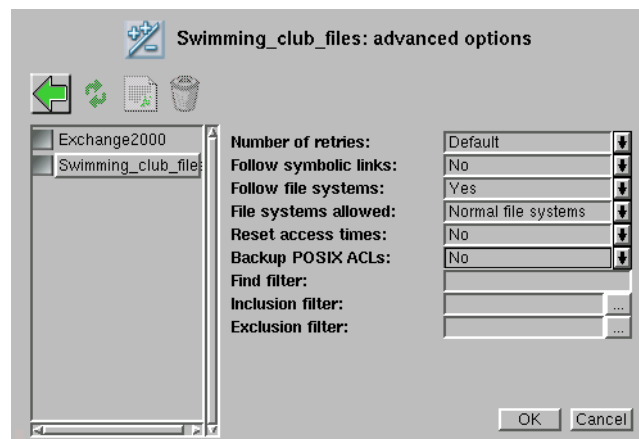 Swimming_club_files: advanced options
Exchange2000
Swimming_club_files
Number of retries: Default
Follow symbolic links: No
Follow file systems: Yes
File systems allowed: Normal file systems
Reset access times: No
Backup POSIX ACLs: No
Find filter:
Inclusion filter: ...
Exclusion filter: ...
OK Cancel